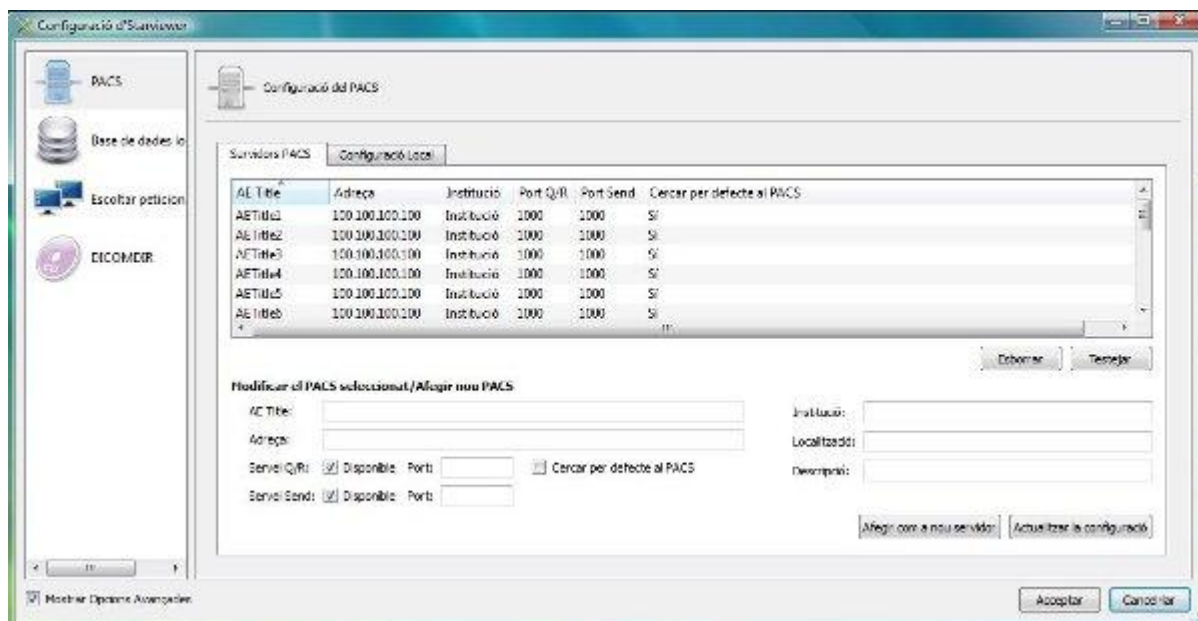 Configuració d'Starviewer
PACS
Base de dades lo
Escoltar peticion
DICOMDIR
Configuració del PACS
Servidors PACS Configuració Local
AE Title Adreça Institució Port Q/R Port Send Cercar per defecte al PACS
AETitle1 100.100.100.100 Institució 1000 1000 Sí
AETitle2 100.100.100.100 Institució 1000 1000 Sí
AETitle3 100.100.100.100 Institució 1000 1000 Sí
AETitle4 100.100.100.100 Institució 1000 1000 Sí
AETitle5 100.100.100.100 Institució 1000 1000 Sí
AETitle6 100.100.100.100 Institució 1000 1000 Sí
Esborrar Testejar
Modificar el PACS seleccionat/Afegir nou PACS
AE Title: Institució:
Adreça: Localització:
Servei Q/R: Disponible Port: Cercar per defecte al PACS Descripció:
Servei Send: Disponible Port:
Afegir com a nou servidor Actualitzar la configuració
Mostrar Opcions Avançades Acceptar Cancel·lar